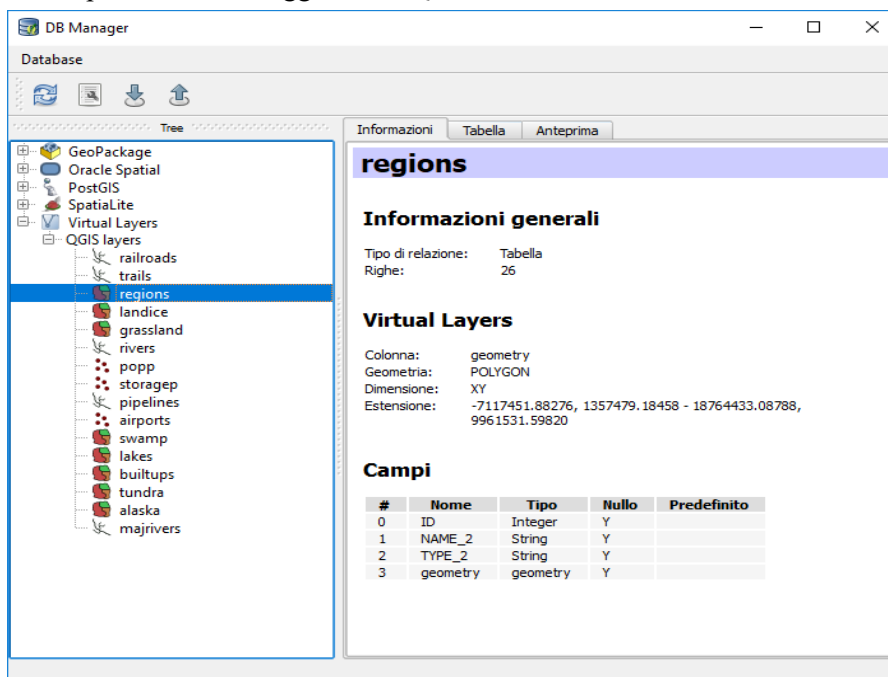 DB Manager
Database
Tree
GeoPackage
Oracle Spatial
PostGIS
SpatiaLite
Virtual Layers
QGIS layers
railroads
trails
regions
landice
grassland
rivers
popp
storagep
pipelines
airports
swamp
lakes
builtups
tundra
alaska
majrivers
Informazioni Tabella Anteprima
regions
Informazioni generali
Tipo di relazione: Tabella
Righe: 26
Virtual Layers
Colonna: geometry
Geometria: POLYGON
Dimensione: XY
Estensione: -7117451.88276, 1357479.18458 - 18764433.08788,
9961531.59820
Campi
# Nome Tipo Nullo Predefinito
0 ID Integer Y
1 NAME_2 String Y
2 TYPE_2 String Y
3 geometry geometry Y